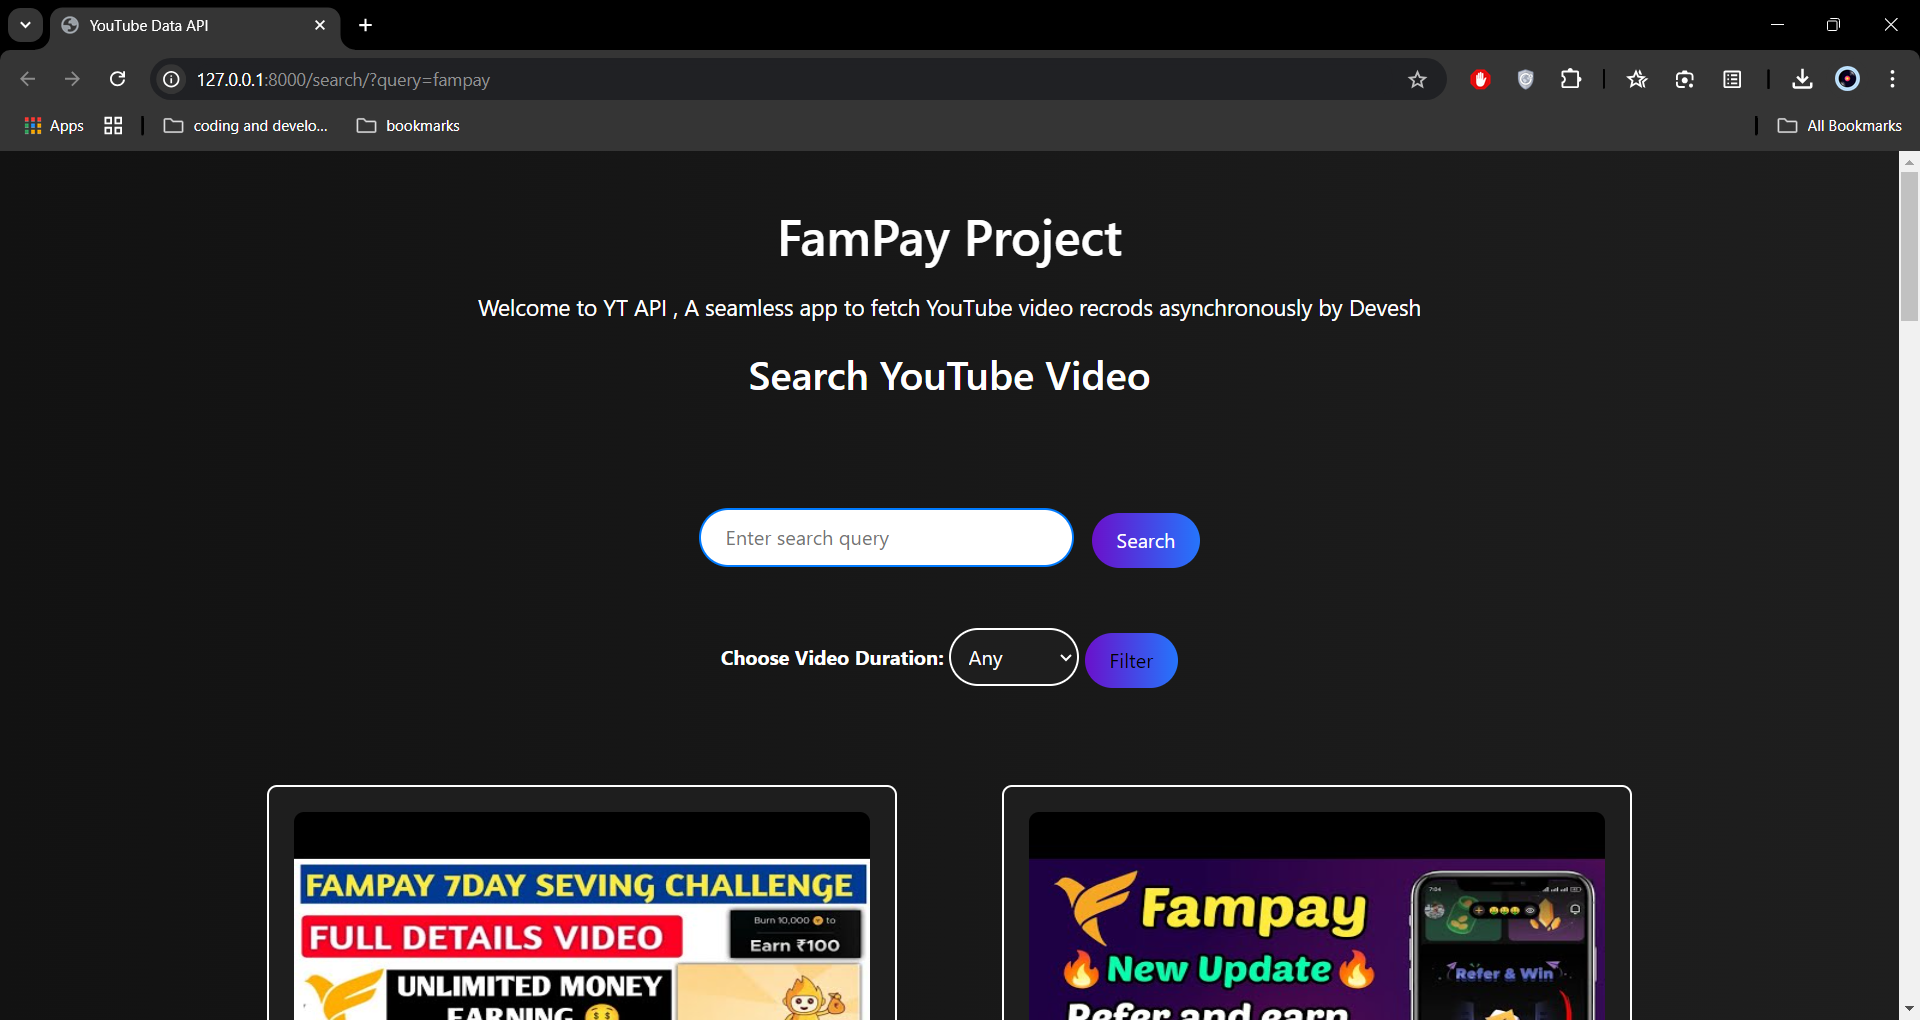 YouTube Data API
127.0.0.1:8000/search/?query=fampay
Apps
coding and develo...
bookmarks
All Bookmarks
FamPay Project
Welcome to YT API , A seamless app to fetch YouTube video recrods asynchronously by Devesh
Search YouTube Video
Enter search query
Search
Choose Video Duration:
Any
Filter
FAMPAY 7DAY SEVING CHALLENGE
FULL DETAILS VIDEO
Burn 10,000 to
Earn ₹100
UNLIMITED MONEY
EARNING
Fampay
New Update
Refer and earn
7:04
Refer & Win